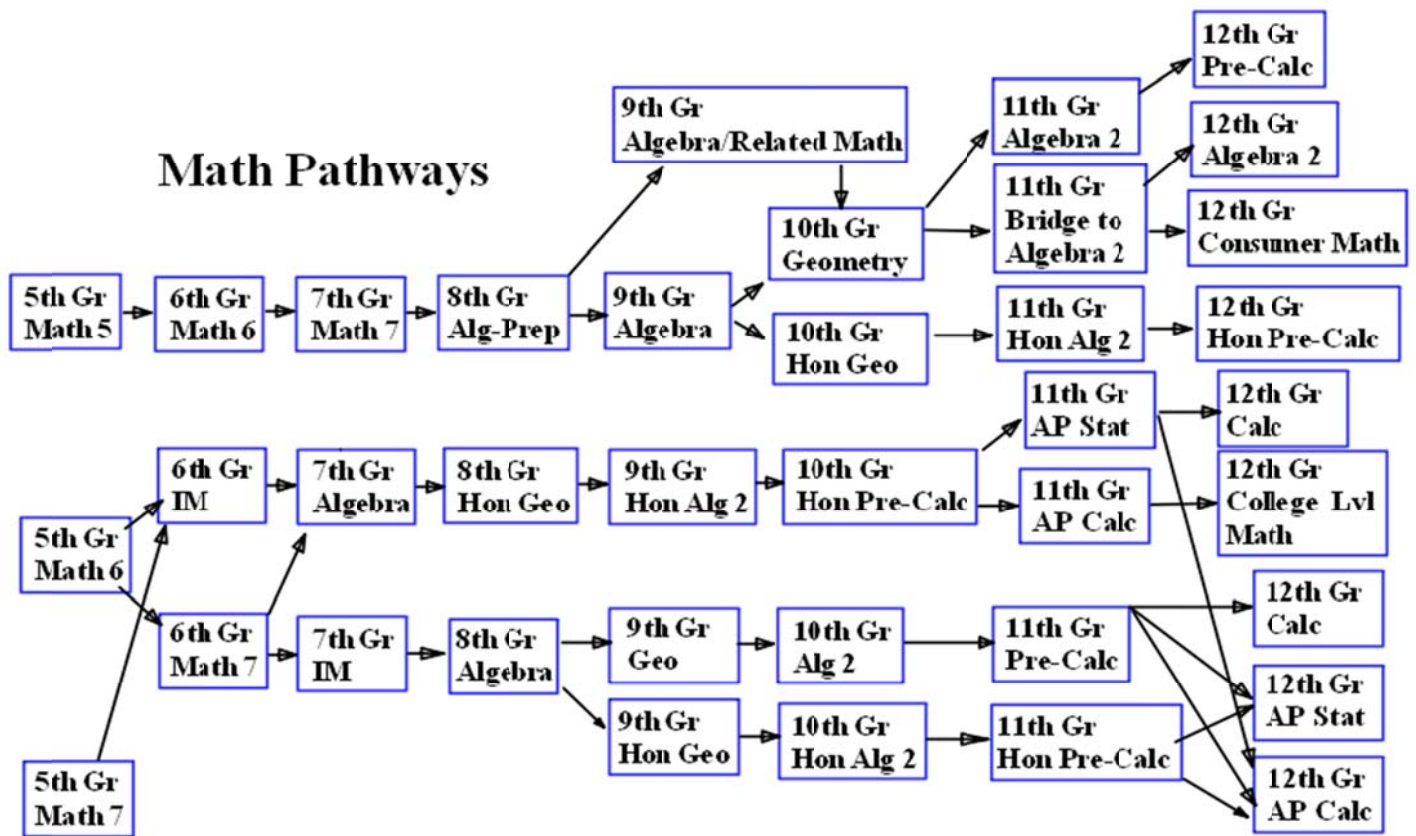 Math Pathways
5th Gr
Math 5
6th Gr
Math 6
7th Gr
Math 7
8th Gr
Alg-Prep
9th Gr
Algebra/Related Math
9th Gr
Algebra
10th Gr
Geometry
10th Gr
Hon Geo
11th Gr
Algebra 2
11th Gr
Bridge to
Algebra 2
11th Gr
Hon Alg 2
12th Gr
Pre-Calc
12th Gr
Algebra 2
12th Gr
Consumer Math
12th Gr
Hon Pre-Calc
5th Gr
Math 6
5th Gr
Math 7
6th Gr
IM
6th Gr
Math 7
7th Gr
Algebra
7th Gr
IM
8th Gr
Hon Geo
8th Gr
Algebra
9th Gr
Hon Alg 2
9th Gr
Geo
9th Gr
Hon Geo
10th Gr
Hon Pre-Calc
10th Gr
Alg 2
10th Gr
Hon Alg 2
11th Gr
AP Stat
11th Gr
AP Calc
11th Gr
Pre-Calc
11th Gr
Hon Pre-Calc
12th Gr
Calc
12th Gr
College Lvl
Math
12th Gr
Calc
12th Gr
AP Stat
12th Gr
AP Calc